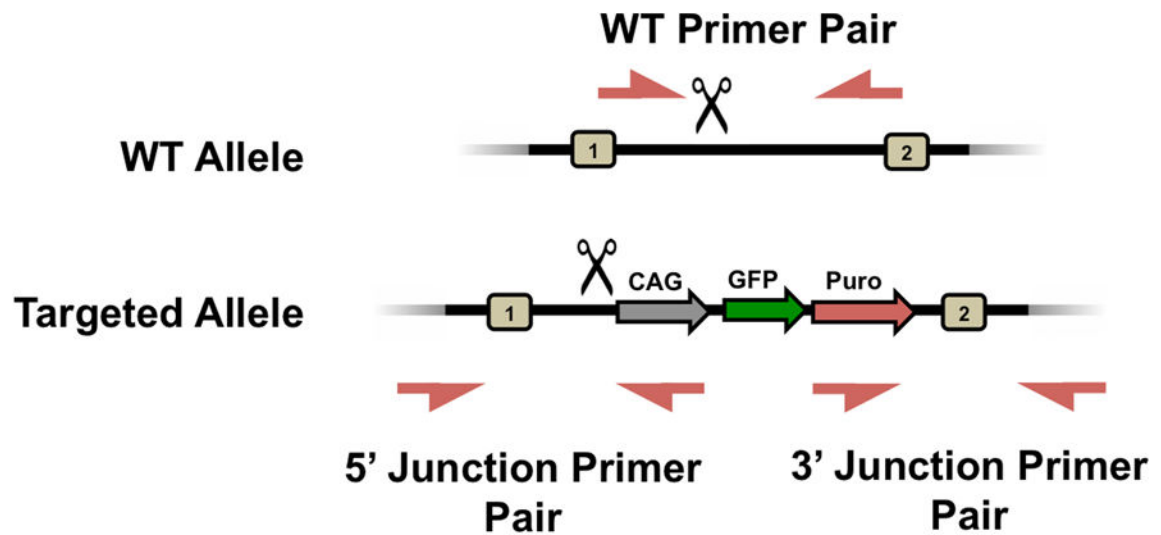 WT Primer Pair
WT Allele
1
2
CAG
GFP
Puro
Targeted Allele
1
2
5’ Junction Primer
Pair
3’ Junction Primer
Pair